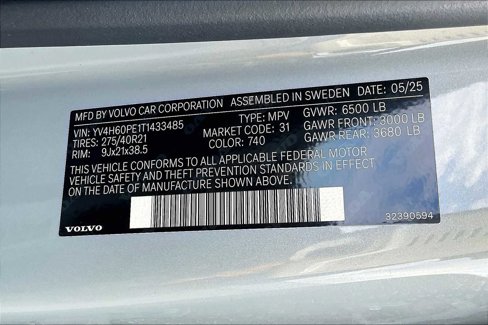 MFD BY VOLVO CAR CORPORATION ASSEMBLED IN SWEDEN DATE: 05/25
VIN: YV4H60PE1T1433485 TYPE: MPV GVWR: 6500 LB
TIRES: 275/40R21 MARKET CODE: 31 GAWR FRONT: 3000 LB
RIM: 9Jx21x38.5 COLOR: 740 GAWR REAR: 3680 LB
THIS VEHICLE CONFORMS TO ALL APPLICABLE FEDERAL MOTOR
VEHICLE SAFETY AND THEFT PREVENTION STANDARDS IN EFFECT
ON THE DATE OF MANUFACTURE SHOWN ABOVE.
VOLVO 32390594